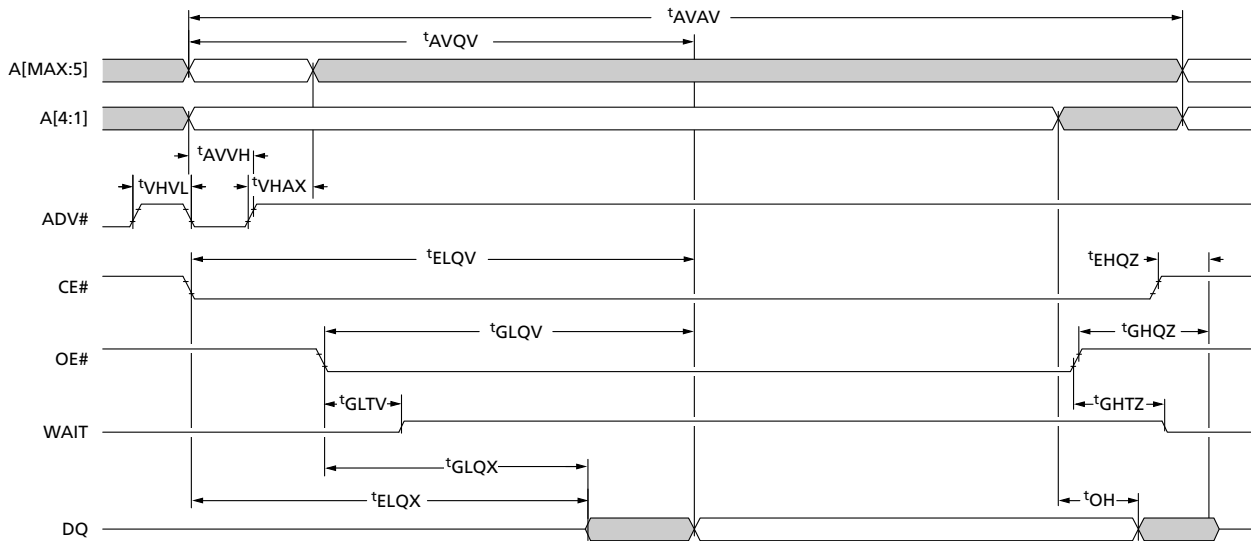 tAVAV
tAVQV
A[MAX:5]
A[4:1]
tAVVH
tVHVL
tVHAX
ADV#
tELQV
tEHQZ
CE#
tGLQV
tGHQZ
OE#
tGLTV
tGHTZ
WAIT
tGLQX
tELQX
tOH
DQ